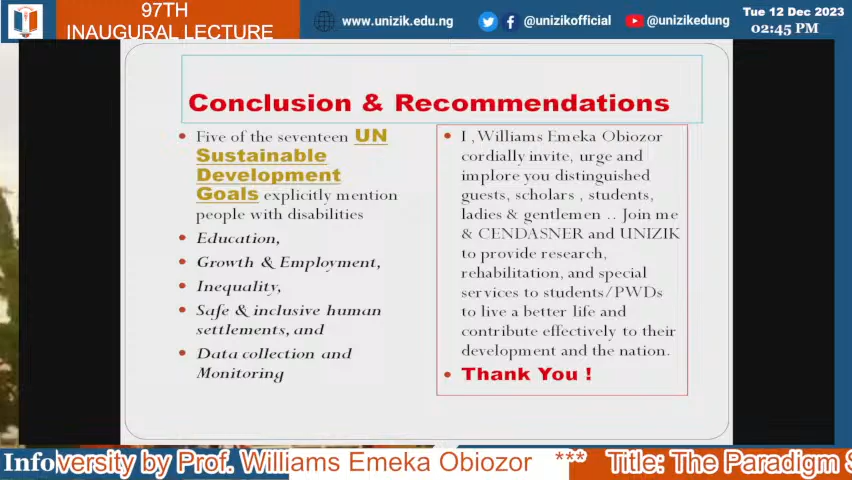 97TH
INAUGURAL LECTURE
www.unizik.edu.ng
@unizikofficial
@unizikedung
Tue 12 Dec 2023
02:45 PM
Conclusion & Recommendations
Five of the seventeen UN
Sustainable
Development
Goals explicitly mention
people with disabilities
Education,
Growth & Employment,
Inequality,
Safe & inclusive human
settlements, and
Data collection and
Monitoring
I ,Williams Emeka Obiozor
cordially invite, urge and
implore you distinguished
guests, scholars , students,
ladies & gentlemen .. Join me
& CENDASNER and UNIZIK
to provide research,
rehabilitation, and special
services to students/PWDs
to live a better life and
contribute effectively to their
development and the nation.
Thank You !
Info
versity by Prof. Williams Emeka Obiozor *** Title: The Paradigm S